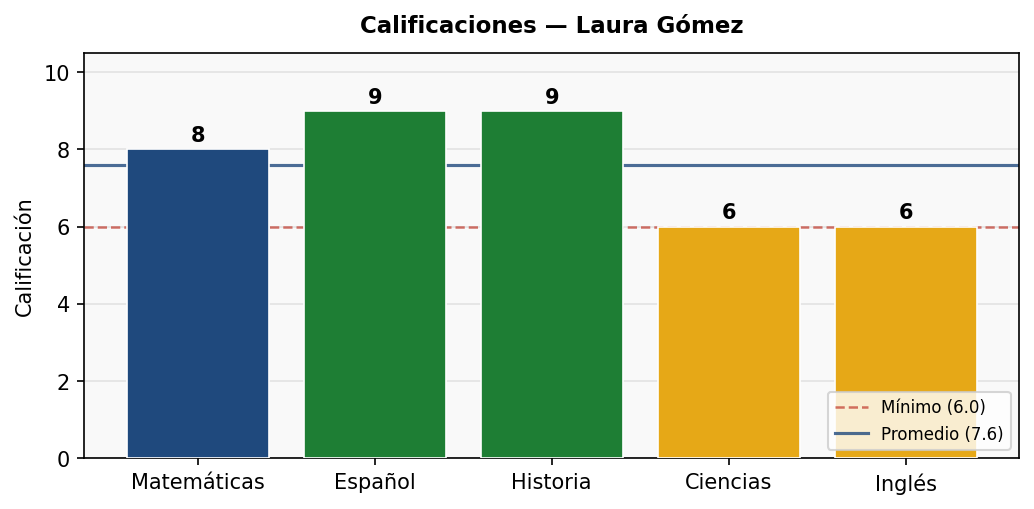 Calificaciones — Laura Gómez
Calificación
10
8
6
4
2
0
8
9
9
6
6
Mínimo (6.0)
Promedio (7.6)
Matemáticas
Español
Historia
Ciencias
Inglés